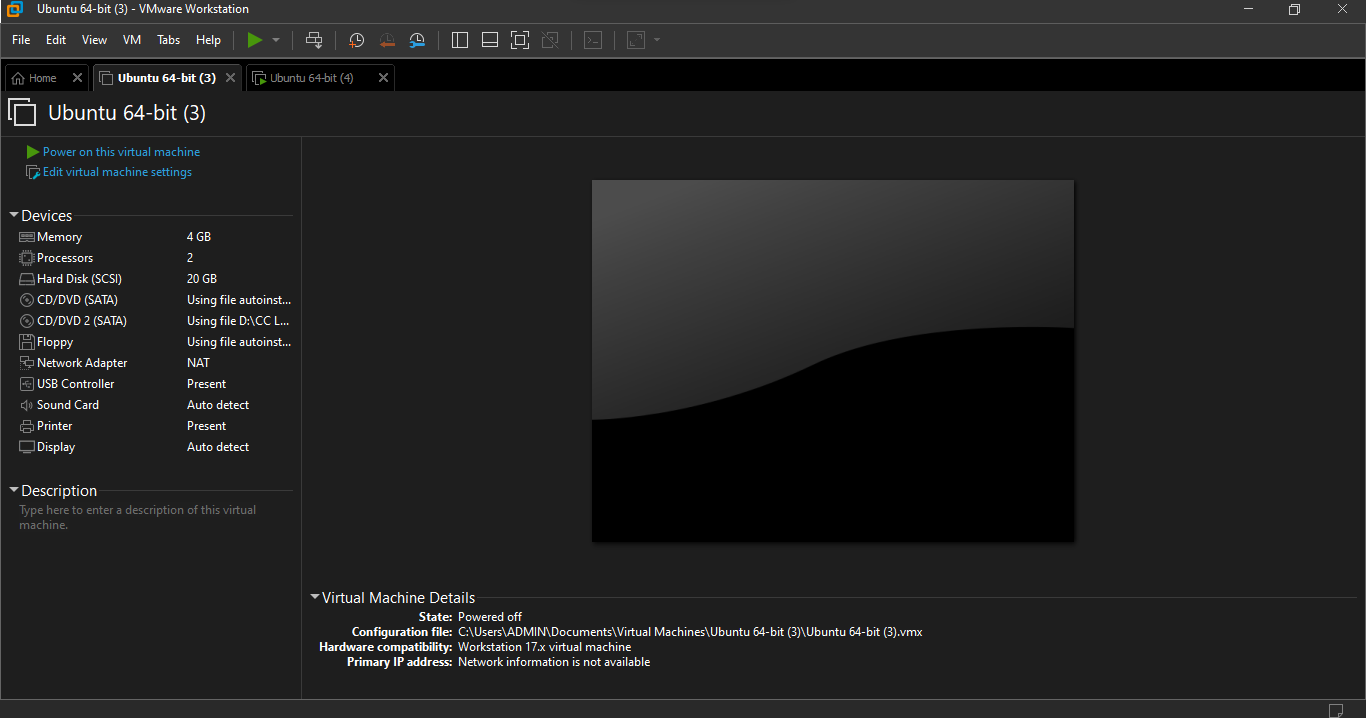 Ubuntu 64-bit (3) - VMware Workstation
File Edit View VM Tabs Help
Home Ubuntu 64-bit (3) Ubuntu 64-bit (4)
Ubuntu 64-bit (3)
Power on this virtual machine
Edit virtual machine settings
Devices
Memory 4 GB
Processors 2
Hard Disk (SCSI) 20 GB
CD/DVD (SATA) Using file autoinst...
CD/DVD 2 (SATA) Using file D:\CC L...
Floppy Using file autoinst...
Network Adapter NAT
USB Controller Present
Sound Card Auto detect
Printer Present
Display Auto detect
Description
Type here to enter a description of this virtual
machine.
Virtual Machine Details
State: Powered off
Configuration file: C:\Users\ADMIN\Documents\Virtual Machines\Ubuntu 64-bit (3)\Ubuntu 64-bit (3).vmx
Hardware compatibility: Workstation 17.x virtual machine
Primary IP address: Network information is not available